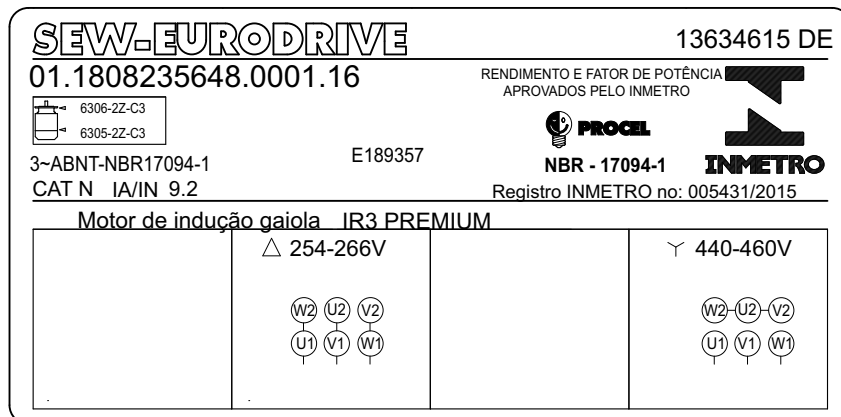 SEW-EURODRIVE
13634615 DE
01.1808235648.0001.16
RENDIMENTO E FATOR DE POTÊNCIA
APROVADOS PELO INMETRO
6306-2Z-C3
6305-2Z-C3
PROCEL
3~ABNT-NBR17094-1
E189357
NBR - 17094-1
INMETRO
CAT N IA/IN 9.2
Registro INMETRO no: 005431/2015
Motor de indução gaiola IR3 PREMIUM
△ 254-266V
W2 U2 V2
U1 V1 W1
440-460V
W2 U2 V2
U1 V1 W1